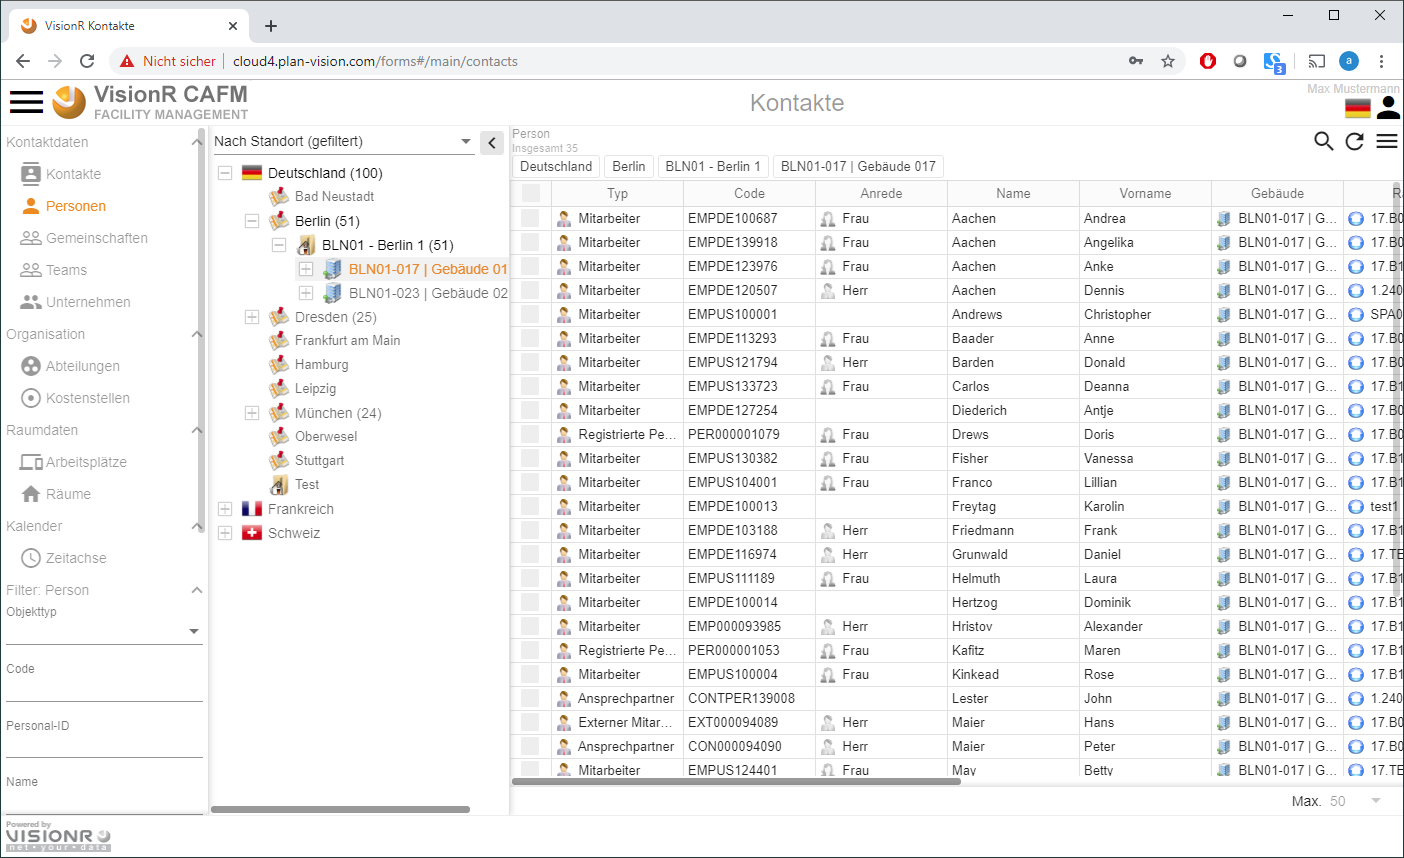 VisionR Kontakte
Nicht sicher
cloud4.plan-vision.com/forms#/main/contacts
a
3
VisionR CAFM
FACILITY MANAGEMENT
Kontakte
Max Mustermann
Kontaktdaten
Kontakte
Personen
Gemeinschaften
Teams
Unternehmen
Organisation
Abteilungen
Kostenstellen
Raumdaten
Arbeitsplätze
Räume
Kalender
Zeitachse
Filter: Person
Objekttyp
Code
Personal-ID
Name
Nach Standort (gefiltert)
Deutschland (100)
Bad Neustadt
Berlin (51)
BLN01 - Berlin 1 (51)
BLN01-017 | Gebäude 01
BLN01-023 | Gebäude 02
Dresden (25)
Frankfurt am Main
Hamburg
Leipzig
München (24)
Oberwesel
Stuttgart
Test
Frankreich
Schweiz
Person
Insgesamt 35
Deutschland Berlin BLN01 - Berlin 1 BLN01-017 | Gebäude 017
Typ Code Anrede Name Vorname Gebäude
Mitarbeiter EMPDE100687 Frau Aachen Andrea BLN01-017 | G... 17.B0
Mitarbeiter EMPDE139918 Frau Aachen Angelika BLN01-017 | G... 17.B0
Mitarbeiter EMPDE123976 Frau Aachen Anke BLN01-017 | G... 17.B1
Mitarbeiter EMPDE120507 Herr Aachen Dennis BLN01-017 | G... 1.240
Mitarbeiter EMPUS100001 Andrews Christopher BLN01-017 | G... SPA0
Mitarbeiter EMPDE113293 Frau Baader Anne BLN01-017 | G... 17.B0
Mitarbeiter EMPUS121794 Herr Barden Donald BLN01-017 | G... 17.B1
Mitarbeiter EMPUS133723 Frau Carlos Deanna BLN01-017 | G... 17.B1
Mitarbeiter EMPDE127254 Diederich Antje BLN01-017 | G... 17.B0
Registrierte Pe... PER000001079 Frau Drews Doris BLN01-017 | G... 17.B0
Mitarbeiter EMPUS130382 Frau Fisher Vanessa BLN01-017 | G... 17.B1
Mitarbeiter EMPUS104001 Frau Franco Lillian BLN01-017 | G... 17.B1
Mitarbeiter EMPDE100013 Freytag Karolin BLN01-017 | G... test1
Mitarbeiter EMPDE103188 Herr Friedmann Frank BLN01-017 | G... 17.B1
Mitarbeiter EMPDE116974 Herr Grunwald Daniel BLN01-017 | G... 17.TE
Mitarbeiter EMPUS111189 Frau Helmuth Laura BLN01-017 | G... 17.B1
Mitarbeiter EMPDE100014 Hertzog Dominik BLN01-017 | G... 17.B1
Mitarbeiter EMP000093985 Herr Hristov Alexander BLN01-017 | G... 17.B1
Registrierte Pe... PER000001053 Frau Kafitz Maren BLN01-017 | G... 17.B1
Mitarbeiter EMPUS100004 Frau Kinkead Rose BLN01-017 | G... 17.B1
Ansprechpartner CONTPER139008 Lester John BLN01-017 | G... 1.240
Externer Mitar... EXT000094089 Herr Maier Hans BLN01-017 | G... 17.B0
Ansprechpartner CON000094090 Herr Maier Peter BLN01-017 | G... 17.B0
Mitarbeiter EMPUS124401 Frau May Betty BLN01-017 | G... 17.TE
Max. 50
Powered by
VISIONR
net · your · data